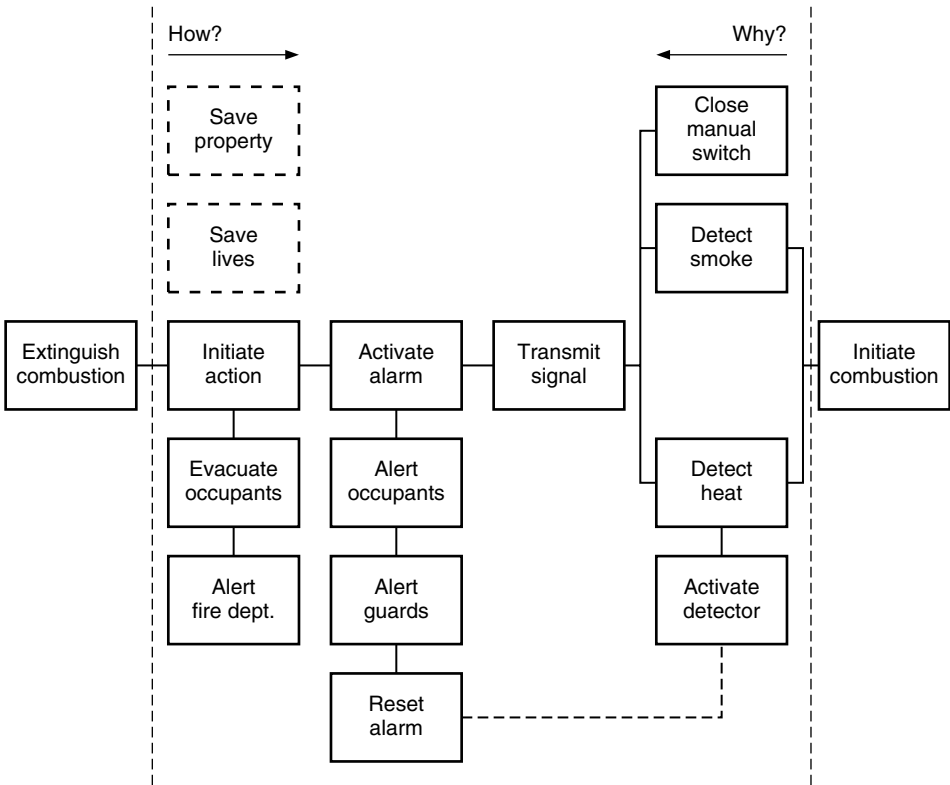 How?
Why?
Save
property
Close
manual
switch
Save
lives
Detect
smoke
Extinguish
combustion
Initiate
action
Activate
alarm
Transmit
signal
Initiate
combustion
Evacuate
occupants
Alert
occupants
Detect
heat
Alert
fire dept.
Alert
guards
Activate
detector
Reset
alarm